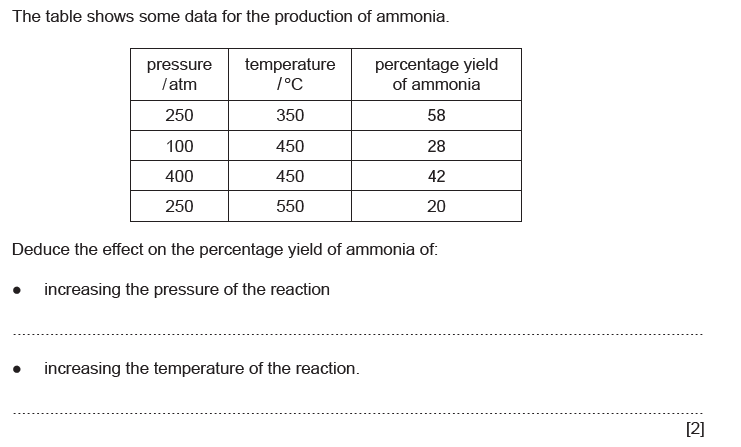 The table shows some data for the production of ammonia.
pressure temperature percentage yield
/ atm / °C of ammonia
250 350 58
100 450 28
400 450 42
250 550 20
Deduce the effect on the percentage yield of ammonia of:
● increasing the pressure of the reaction
● increasing the temperature of the reaction.
[2]